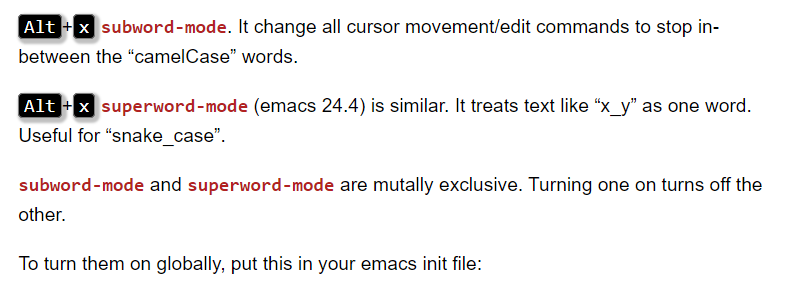 Alt+x subword-mode. It change all cursor movement/edit commands to stop in-
between the “camelCase” words.
Alt+x superword-mode (emacs 24.4) is similar. It treats text like “x_y” as one word.
Useful for “snake_case”.
subword-mode and superword-mode are mutally exclusive. Turning one on turns off the
other.
To turn them on globally, put this in your emacs init file: